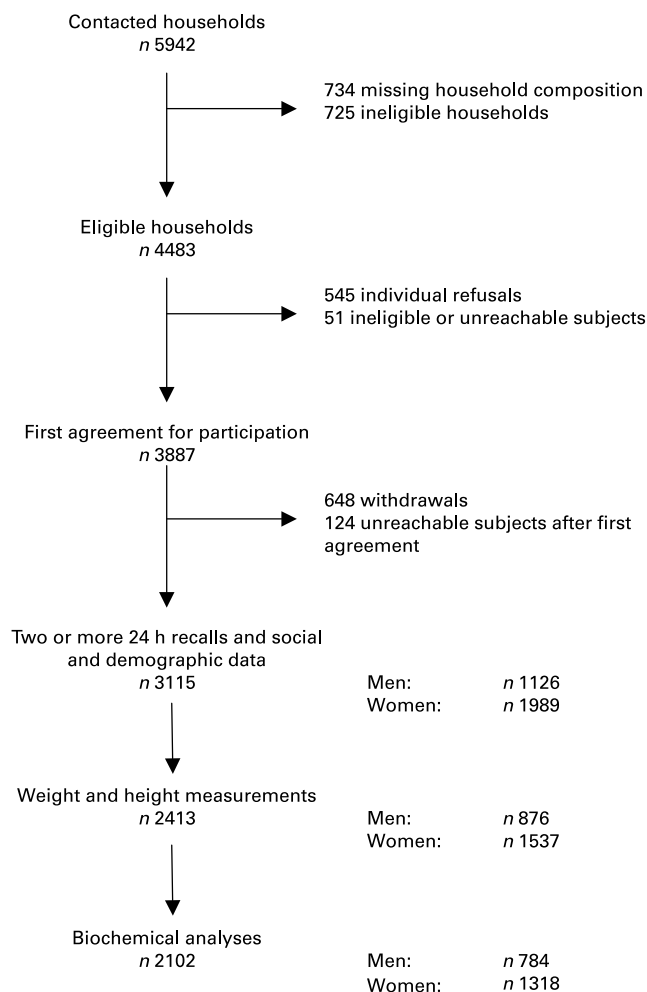 Contacted households
n 5942
734 missing household composition
725 ineligible households
Eligible households
n 4483
545 individual refusals
51 ineligible or unreachable subjects
First agreement for participation
n 3887
648 withdrawals
124 unreachable subjects after first
agreement
Two or more 24 h recalls and social
and demographic data
n 3115
Men: n 1126
Women: n 1989
Weight and height measurements
n 2413
Men: n 876
Women: n 1537
Biochemical analyses
n 2102
Men: n 784
Women: n 1318